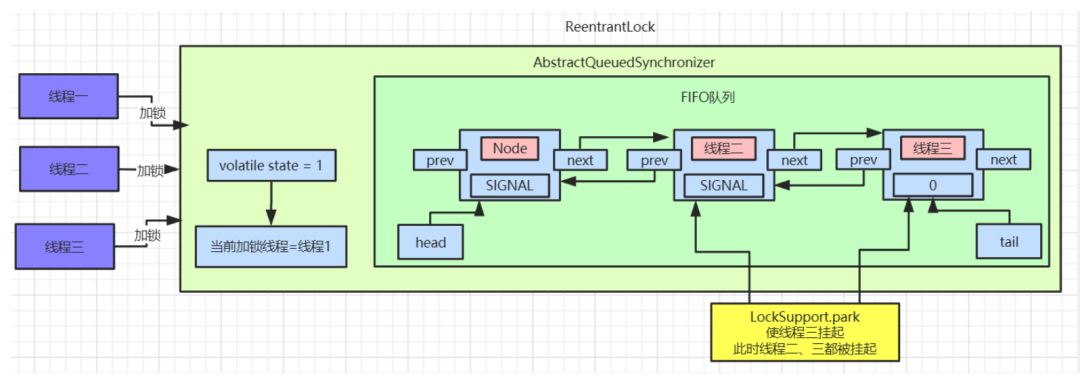 ReentrantLock
AbstractQueuedSynchronizer
FIFO队列
线程一
加锁
线程二
加锁
线程三
加锁
volatile state = 1
当前加锁线程=线程1
prev
Node
next
SIGNAL
prev
线程二
next
SIGNAL
prev
线程三
next
0
head
tail
LockSupport.park
使线程三挂起
此时线程二、三都被挂起